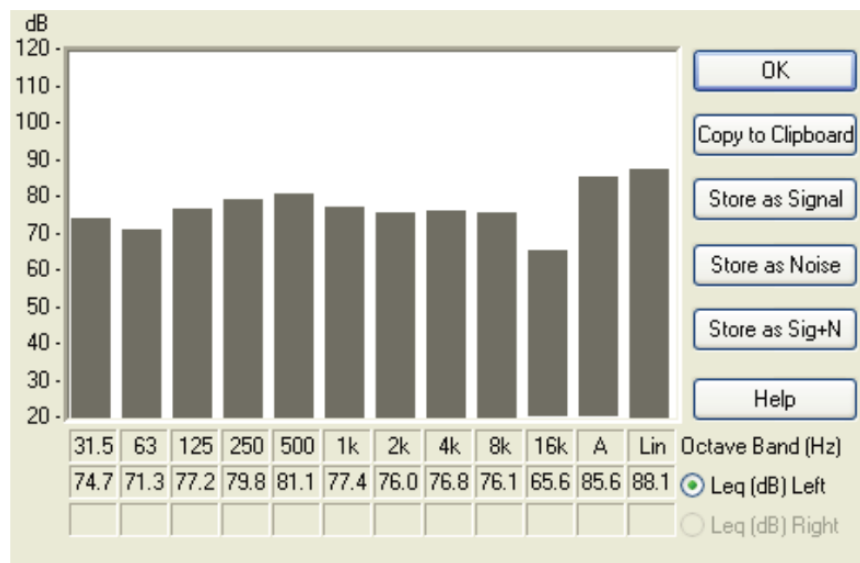 dB
120
110
100
90
80
70
60
50
40
30
20
OK
Copy to Clipboard
Store as Signal
Store as Noise
Store as Sig+N
Help
31.5 63 125 250 500 1k 2k 4k 8k 16k A Lin Octave Band (Hz)
74.7 71.3 77.2 79.8 81.1 77.4 76.0 76.8 76.1 65.6 85.6 88.1 Leq (dB) Left
Leq (dB) Right